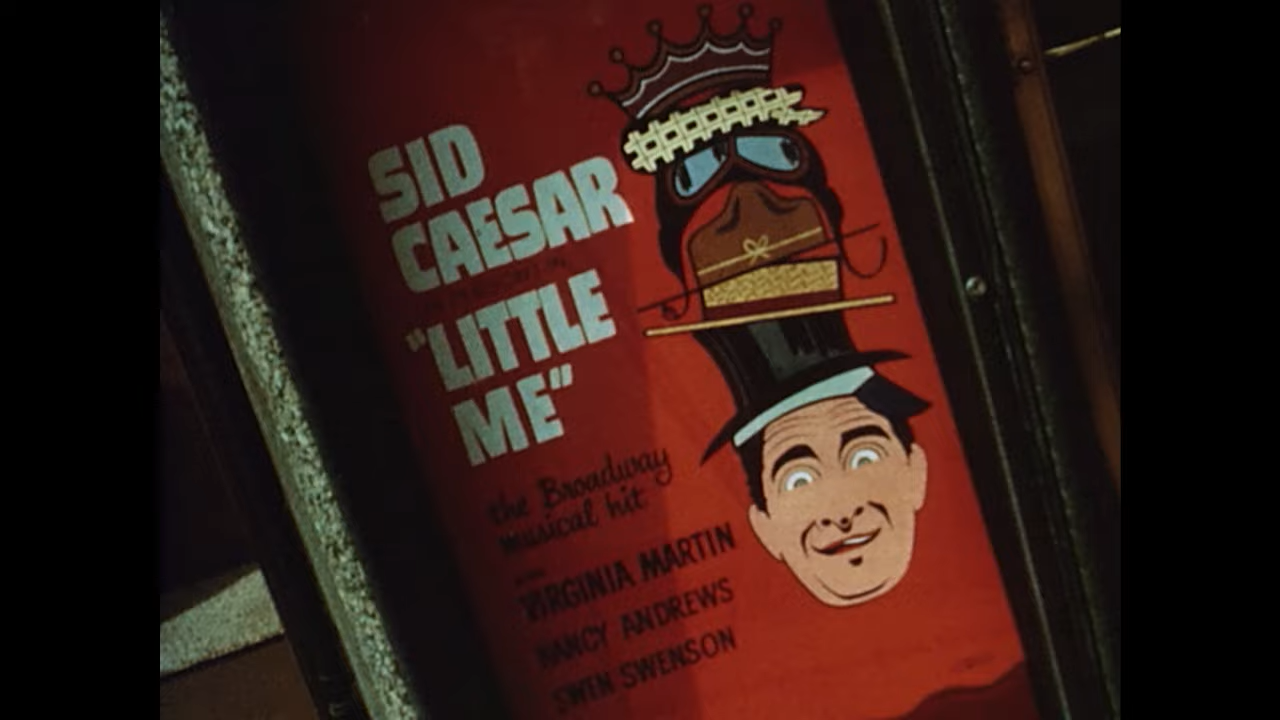 SID
CAESAR
"LITTLE
ME"
the Broadway
musical hit
VIRGINIA MARTIN
NANCY ANDREWS
SWEN SWENSON